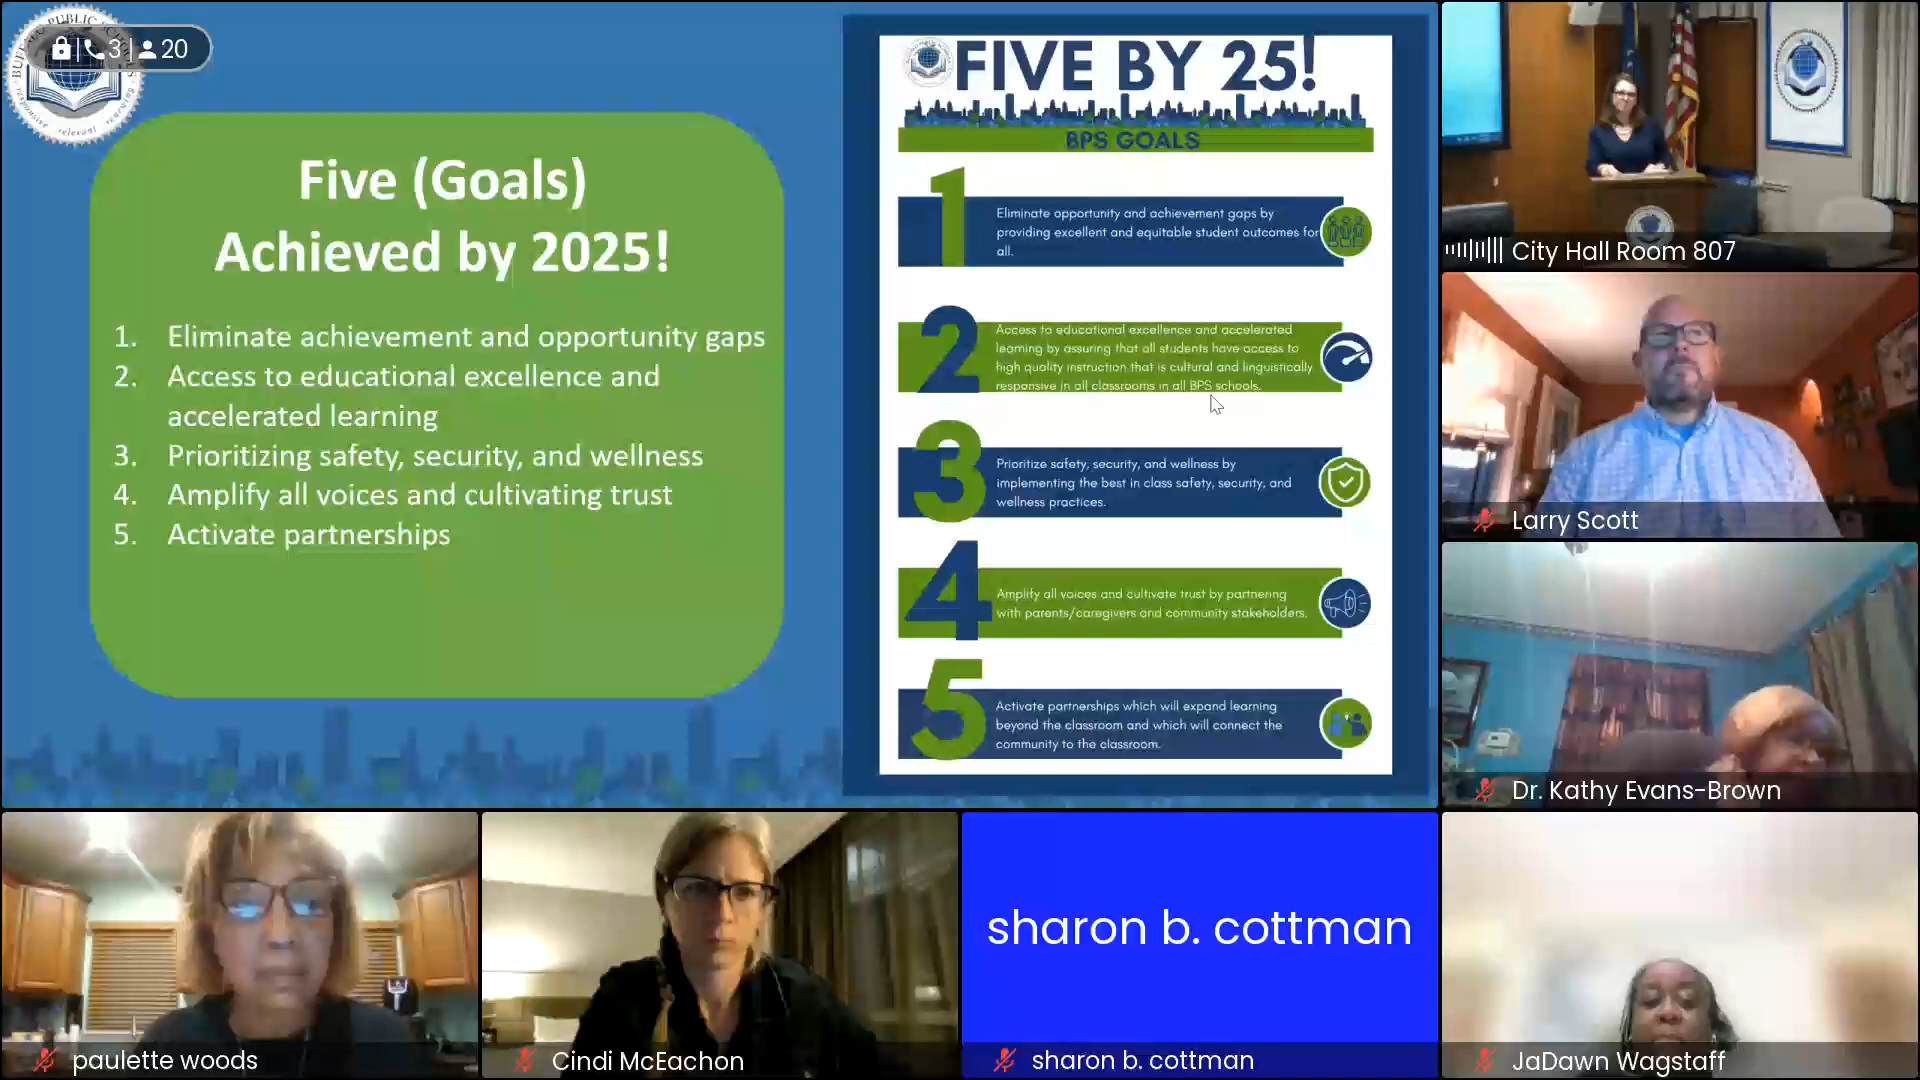 3 | 20
Five (Goals)
Achieved by 2025!
1. Eliminate achievement and opportunity gaps
2. Access to educational excellence and
accelerated learning
3. Prioritizing safety, security, and wellness
4. Amplify all voices and cultivating trust
5. Activate partnerships
FIVE BY 25!
BPS GOALS
1
Eliminate opportunity and achievement gaps by
providing excellent and equitable student outcomes for
all.
2
Access to educational excellence and accelerated
learning by assuring that all students have access to
high quality instruction that is cultural and linguistically
responsive in all classrooms in all BPS schools.
3
Prioritize safety, security, and wellness by
implementing the best in class safety, security, and
wellness practices.
4
Amplify all voices and cultivate trust by partnering
with parents/caregivers and community stakeholders.
5
Activate partnerships which will expand learning
beyond the classroom and which will connect the
community to the classroom.
City Hall Room 807
Larry Scott
Dr. Kathy Evans-Brown
paulette woods
Cindi McEachon
sharon b. cottman
sharon b. cottman
JaDawn Wagstaff